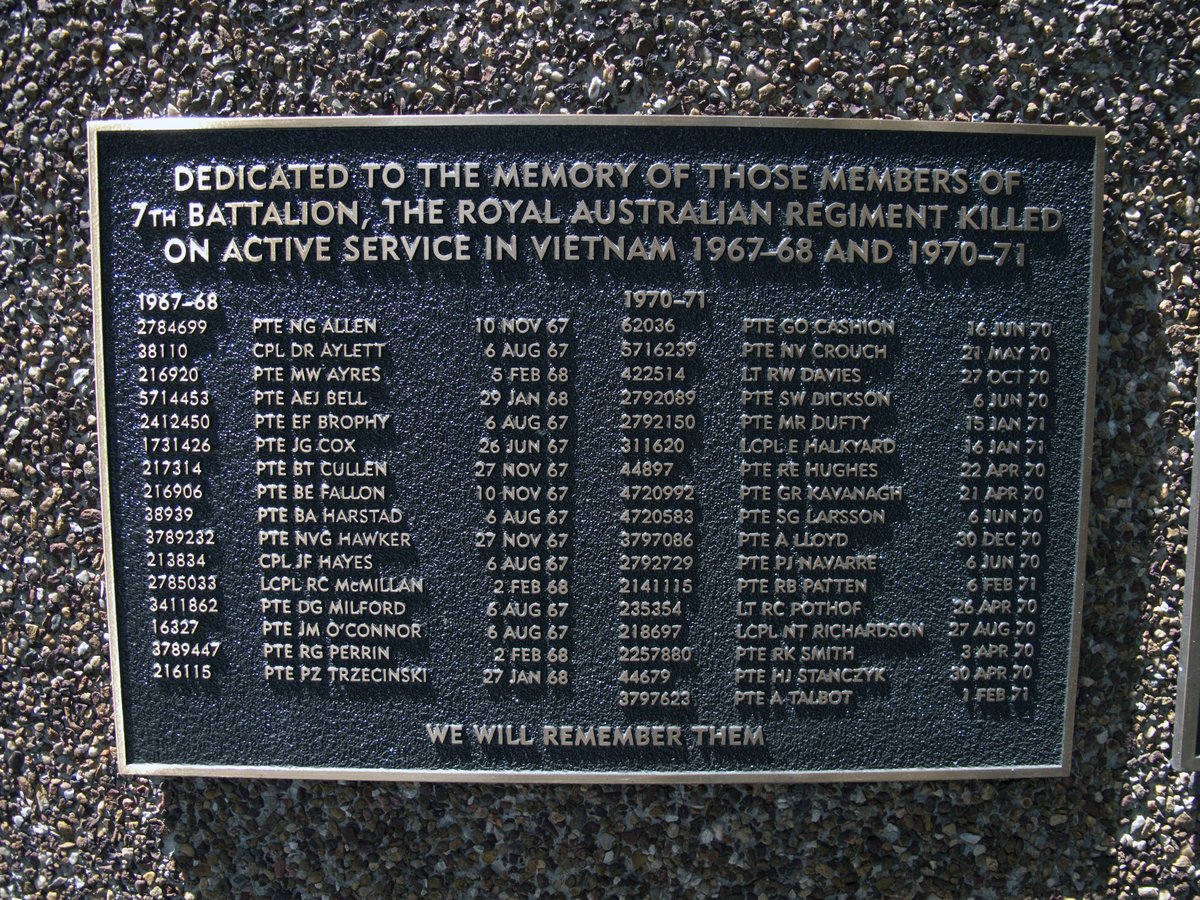 DEDICATED TO THE MEMORY OF THOSE MEMBERS OF
7TH BATTALION, THE ROYAL AUSTRALIAN REGIMENT KILLED
ON ACTIVE SERVICE IN VIETNAM 1967-68 AND 1970-71
1967-68
2784699 PTE NG ALLEN 10 NOV 67
38110 CPL DR AYLETT 6 AUG 67
216920 PTE MW AYRES 5 FEB 68
5714453 PTE AEJ BELL 29 JAN 68
2412450 PTE EF BROPHY 6 AUG 67
1731426 PTE JG COX 26 JUN 67
217314 PTE BT CULLEN 27 NOV 67
216906 PTE BE FALLON 10 NOV 67
38939 PTE BA HARSTAD 6 AUG 67
3789232 PTE NVG HAWKER 27 NOV 67
213834 CPL JF HAYES 6 AUG 67
2785033 LCPL RC McMILLAN 2 FEB 68
3411862 PTE DG MILFORD 6 AUG 67
16327 PTE JM O'CONNOR 6 AUG 67
3789447 PTE RG PERRIN 2 FEB 68
216115 PTE PZ TRZECINSKI 27 JAN 68
1970-71
62036 PTE GO CASHION 16 JUN 70
5716239 PTE NV CROUCH 21 MAY 70
422514 LT RW DAVIES 27 OCT 70
2792089 PTE SW DICKSON 6 JUN 70
2792150 PTE MR DUFTY 15 JAN 71
311620 LCPL E HALKYARD 16 JAN 71
44897 PTE RE HUGHES 22 APR 70
4720992 PTE GR KAVANAGH 21 APR 70
4720583 PTE SG LARSSON 6 JUN 70
3797086 PTE A LLOYD 30 DEC 70
2792729 PTE PJ NAVARRE 6 JUN 70
2141115 PTE RB PATTEN 6 FEB 71
235354 LT RC POTHOF 26 APR 70
218697 LCPL NT RICHARDSON 27 AUG 70
2257880 PTE RK SMITH 3 APR 70
44679 PTE HJ STANCZYK 30 APR 70
3797623 PTE A TALBOT 1 FEB 71
WE WILL REMEMBER THEM